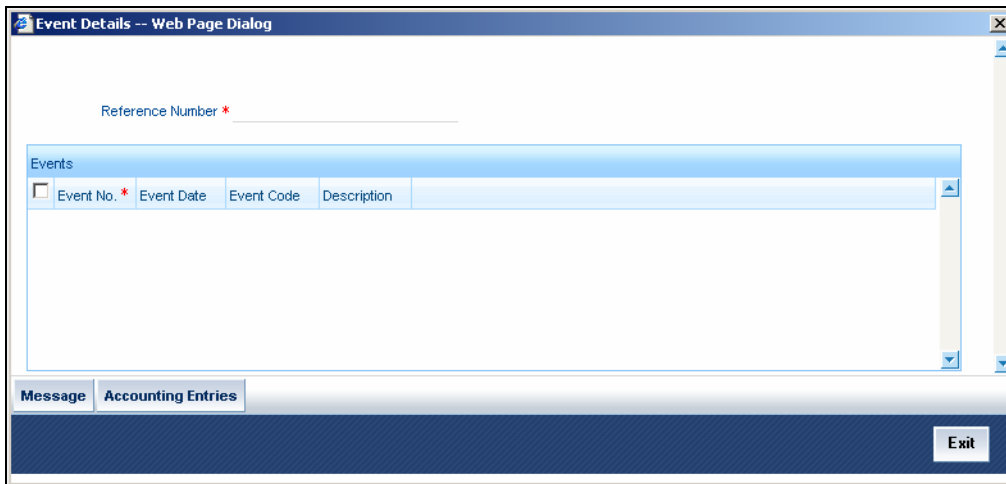 Event Details -- Web Page Dialog
Reference Number *
Events
Event No. * Event Date Event Code Description
Message Accounting Entries
Exit